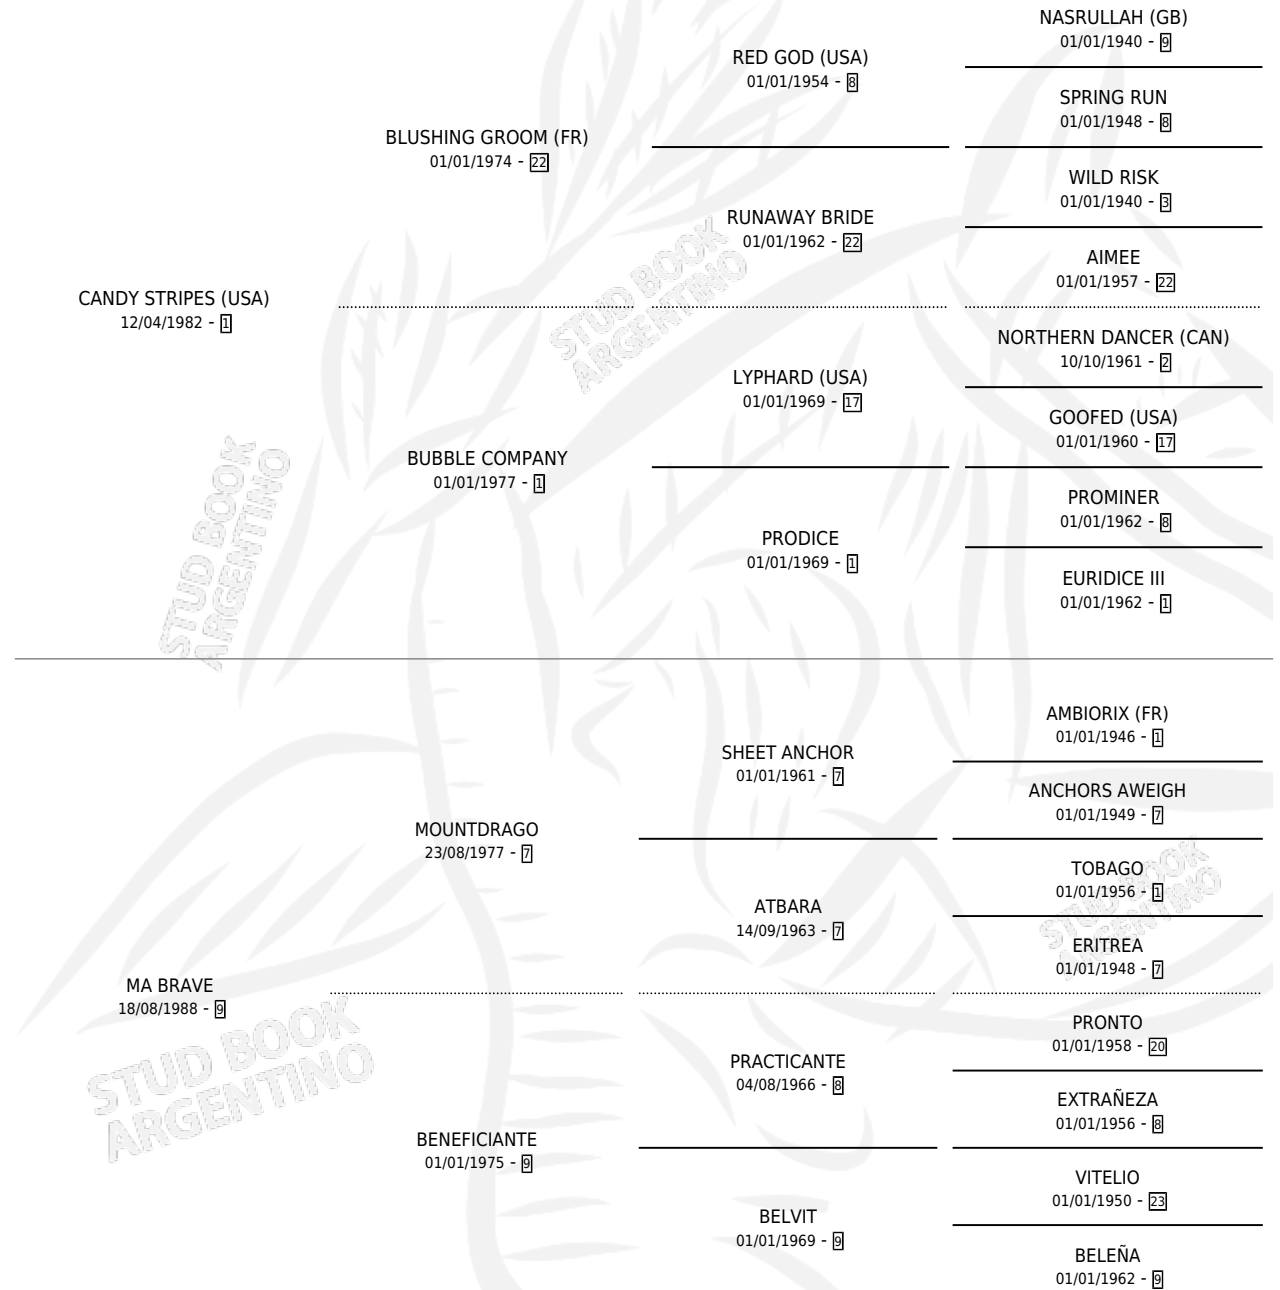 NASRULLAH (GB)
01/01/1940 - 9
RED GOD (USA)
01/01/1954 - 8
SPRING RUN
01/01/1948 - 8
BLUSHING GROOM (FR)
01/01/1974 - 22
WILD RISK
01/01/1940 - 3
RUNAWAY BRIDE
01/01/1962 - 22
AIMEE
01/01/1957 - 22
CANDY STRIPES (USA)
12/04/1982 - 1
NORTHERN DANCER (CAN)
10/10/1961 - 2
LYPHARD (USA)
01/01/1969 - 17
GOOFED (USA)
01/01/1960 - 17
BUBBLE COMPANY
01/01/1977 - 1
PROMINER
01/01/1962 - 8
PRODICE
01/01/1969 - 1
EURIDICE III
01/01/1962 - 1
AMBIORIX (FR)
01/01/1946 - 1
SHEET ANCHOR
01/01/1961 - 7
ANCHORS AWEIGH
01/01/1949 - 7
MOUNTDRAGO
23/08/1977 - 7
TOBAGO
01/01/1956 - 1
ATBARA
14/09/1963 - 7
ERITREA
01/01/1948 - 7
MA BRAVE
18/08/1988 - 9
PRONTO
01/01/1958 - 20
PRACTICANTE
04/08/1966 - 8
EXTRAÑEZA
01/01/1956 - 8
BENEFICIANTE
01/01/1975 - 9
VITELIO
01/01/1950 - 23
BELVIT
01/01/1969 - 9
BELEÑA
01/01/1962 - 9
STUD BOOK
ARGENTINO
STUD BOOK
ARGENTINO
STUD BOOK
ARGENTINO
STUD BOOK
ARGENTINO